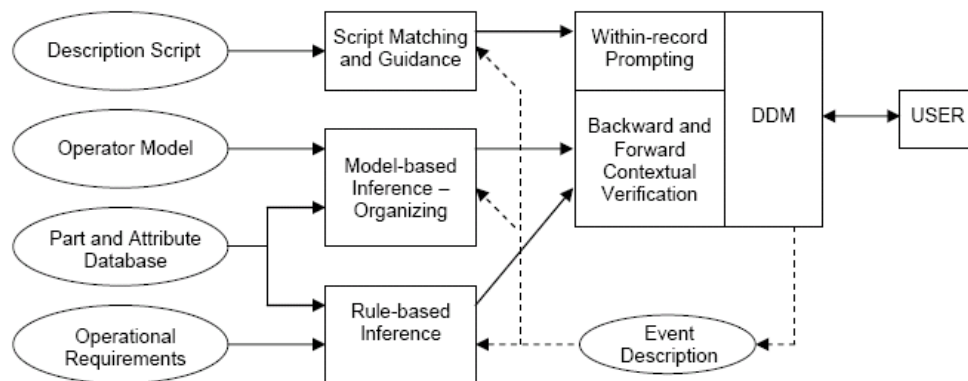 Description Script
Script Matching
and Guidance
Within-record
Prompting
DDM
USER
Operator Model
Model-based
Inference –
Organizing
Backward and
Forward
Contextual
Verification
Part and Attribute
Database
Operational
Requirements
Rule-based
Inference
Event
Description